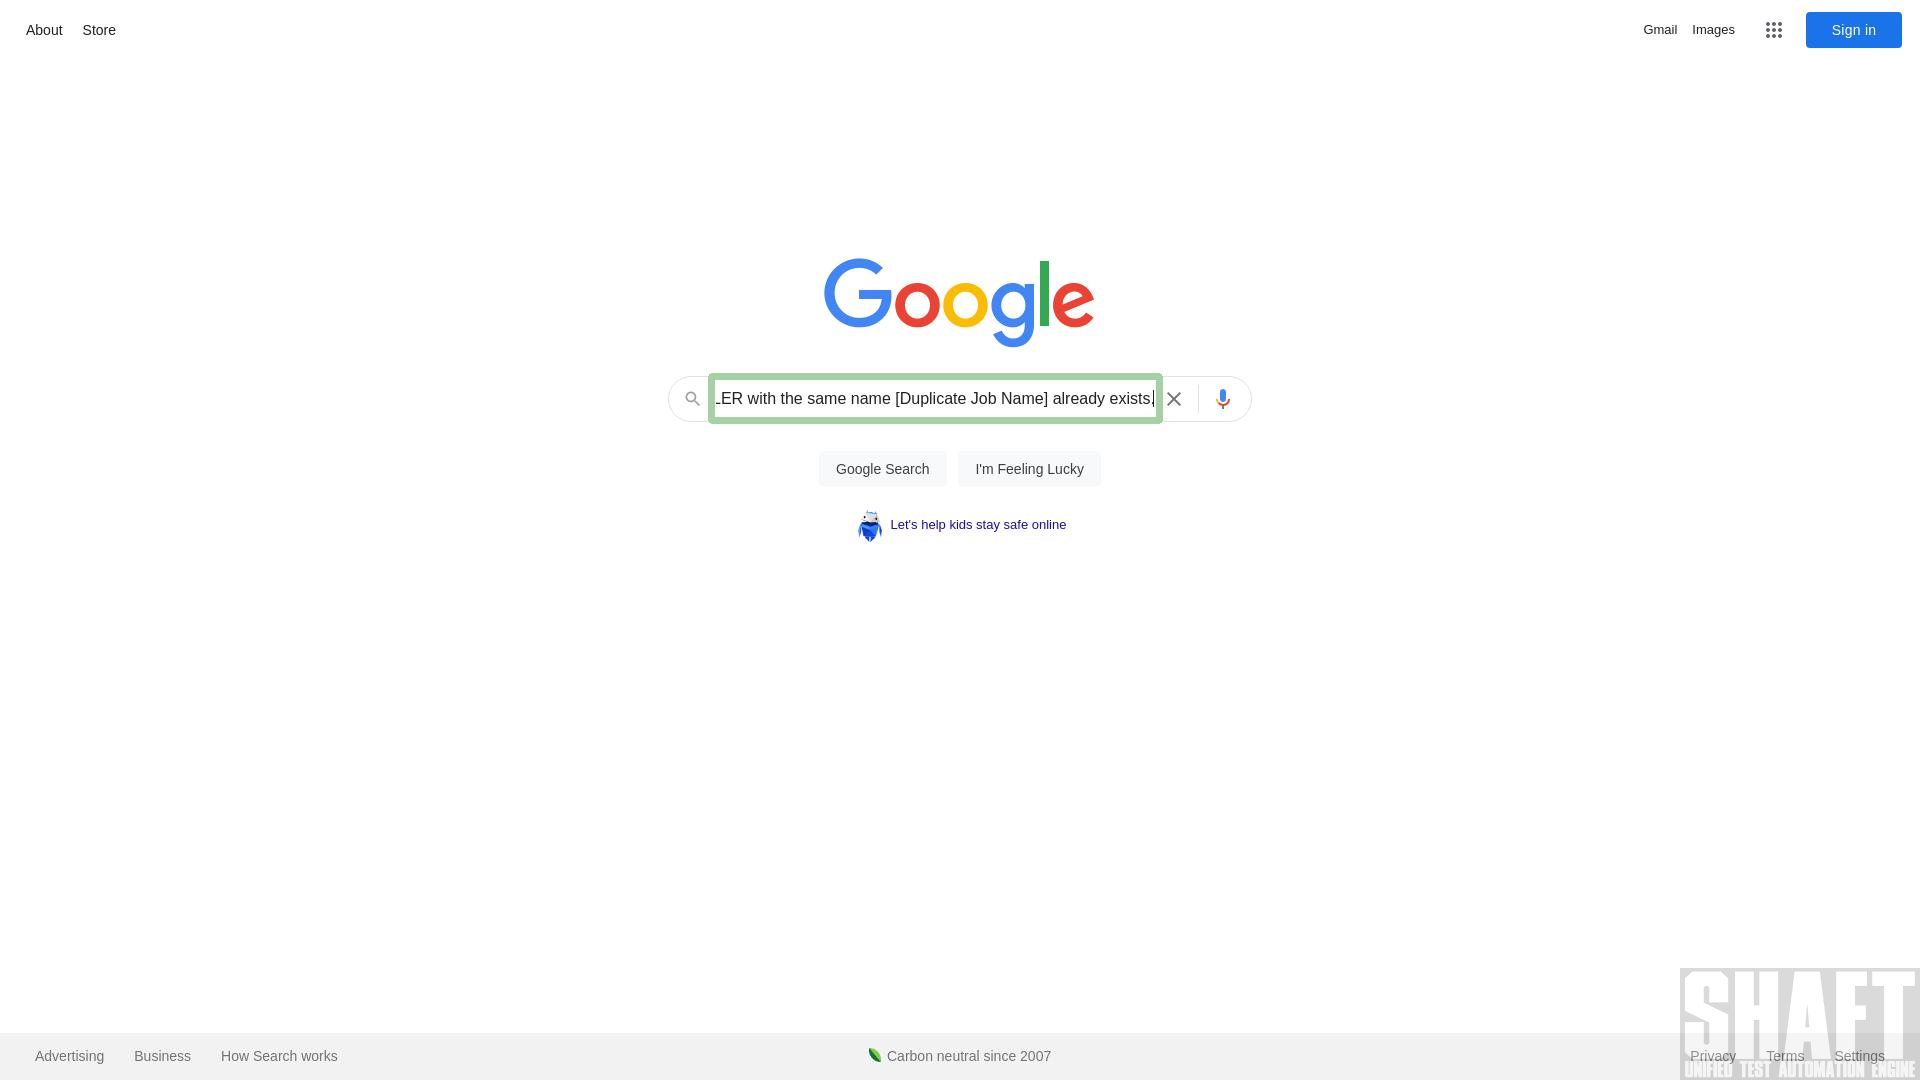 About Store Gmail Images Sign in
Google
LER with the same name [Duplicate Job Name] already exists.
Google Search I'm Feeling Lucky
Let's help kids stay safe online
SHAFT
Advertising Business How Search works Carbon neutral since 2007 Privacy Terms Settings
UNIFIED TEST AUTOMATION ENGINE